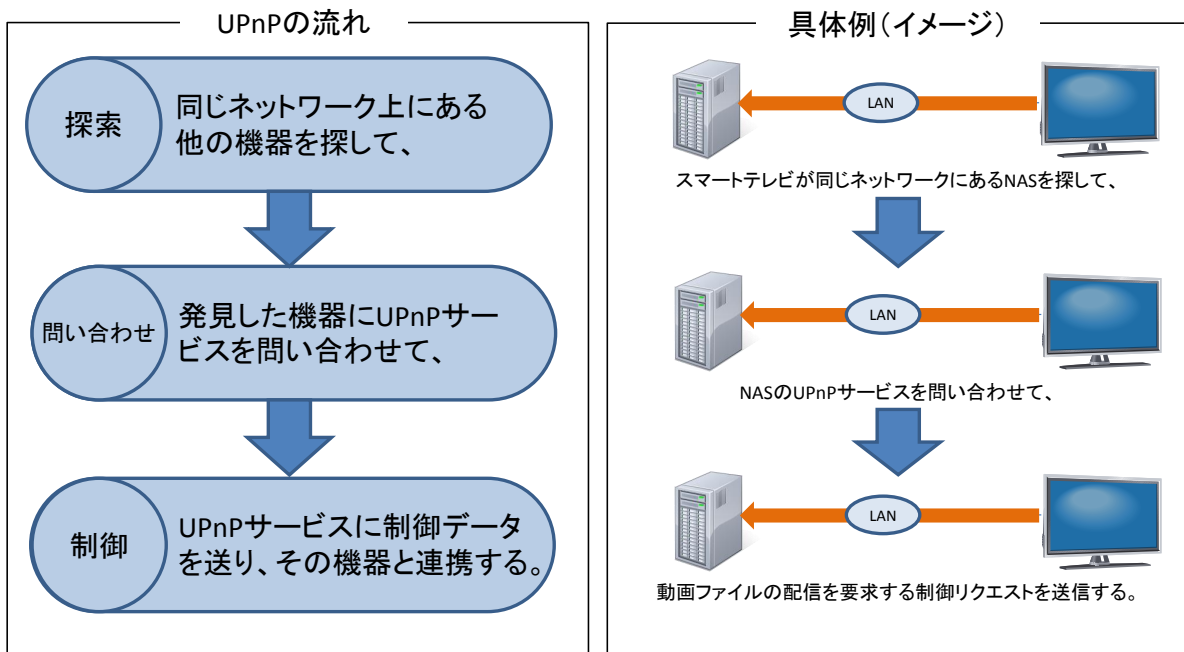 UPnPの流れ
探索
同じネットワーク上にある
他の機器を探して、
問い合わせ
発見した機器にUPnPサー
ビスを問い合わせて、
制御
UPnPサービスに制御データ
を送り、その機器と連携する。
具体例(イメージ)
LAN
スマートテレビが同じネットワークにあるNASを探して、
LAN
NASのUPnPサービスを問い合わせて、
LAN
動画ファイルの配信を要求する制御リクエストを送信する。